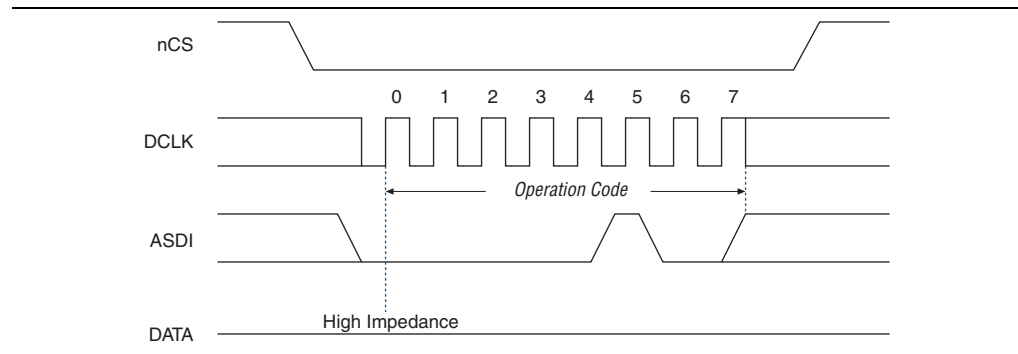 nCS
0 1 2 3 4 5 6 7
DCLK
Operation Code
ASDI
High Impedance
DATA